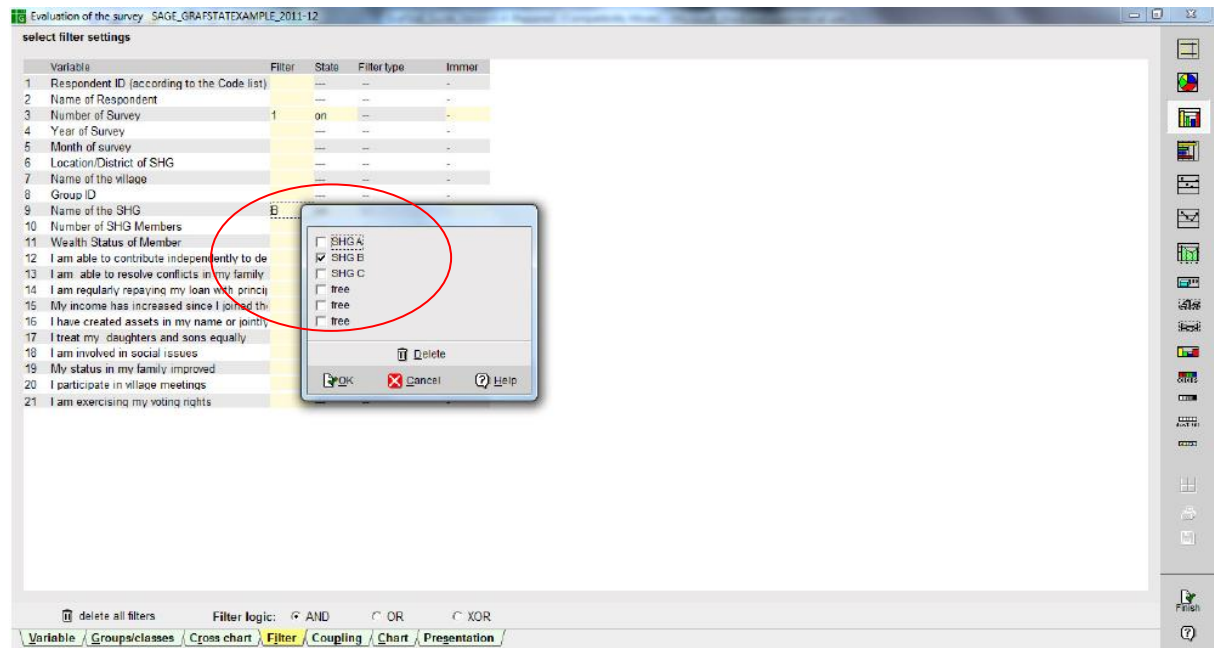 Evaluation of the survey SAGE_GRAFSTATEXAMPLE_2011-12
select filter settings
Variable Filter State Filter type Immer
1 Respondent ID (according to the Code list) --- -- -
2 Name of Respondent --- -- -
3 Number of Survey 1 on -- -
4 Year of Survey --- -- -
5 Month of survey --- -- -
6 Location/District of SHG --- -- -
7 Name of the village --- -- -
8 Group ID --- -- -
9 Name of the SHG B
10 Number of SHG Members
11 Wealth Status of Member
12 I am able to contribute independently to de
13 I am able to resolve conflicts in my family
14 I am regularly repaying my loan with princi
15 My income has increased since I joined the
16 I have created assets in my name or jointly
17 I treat my daughters and sons equally
18 I am involved in social issues
19 My status in my family improved
20 I participate in village meetings
21 I am exercising my voting rights
SHG A
SHG B
SHG C
free
free
free
Delete
OK Cancel Help
delete all filters Filter logic: AND OR XOR
Variable Groups/classes Cross chart Filter Coupling Chart Presentation
Finish